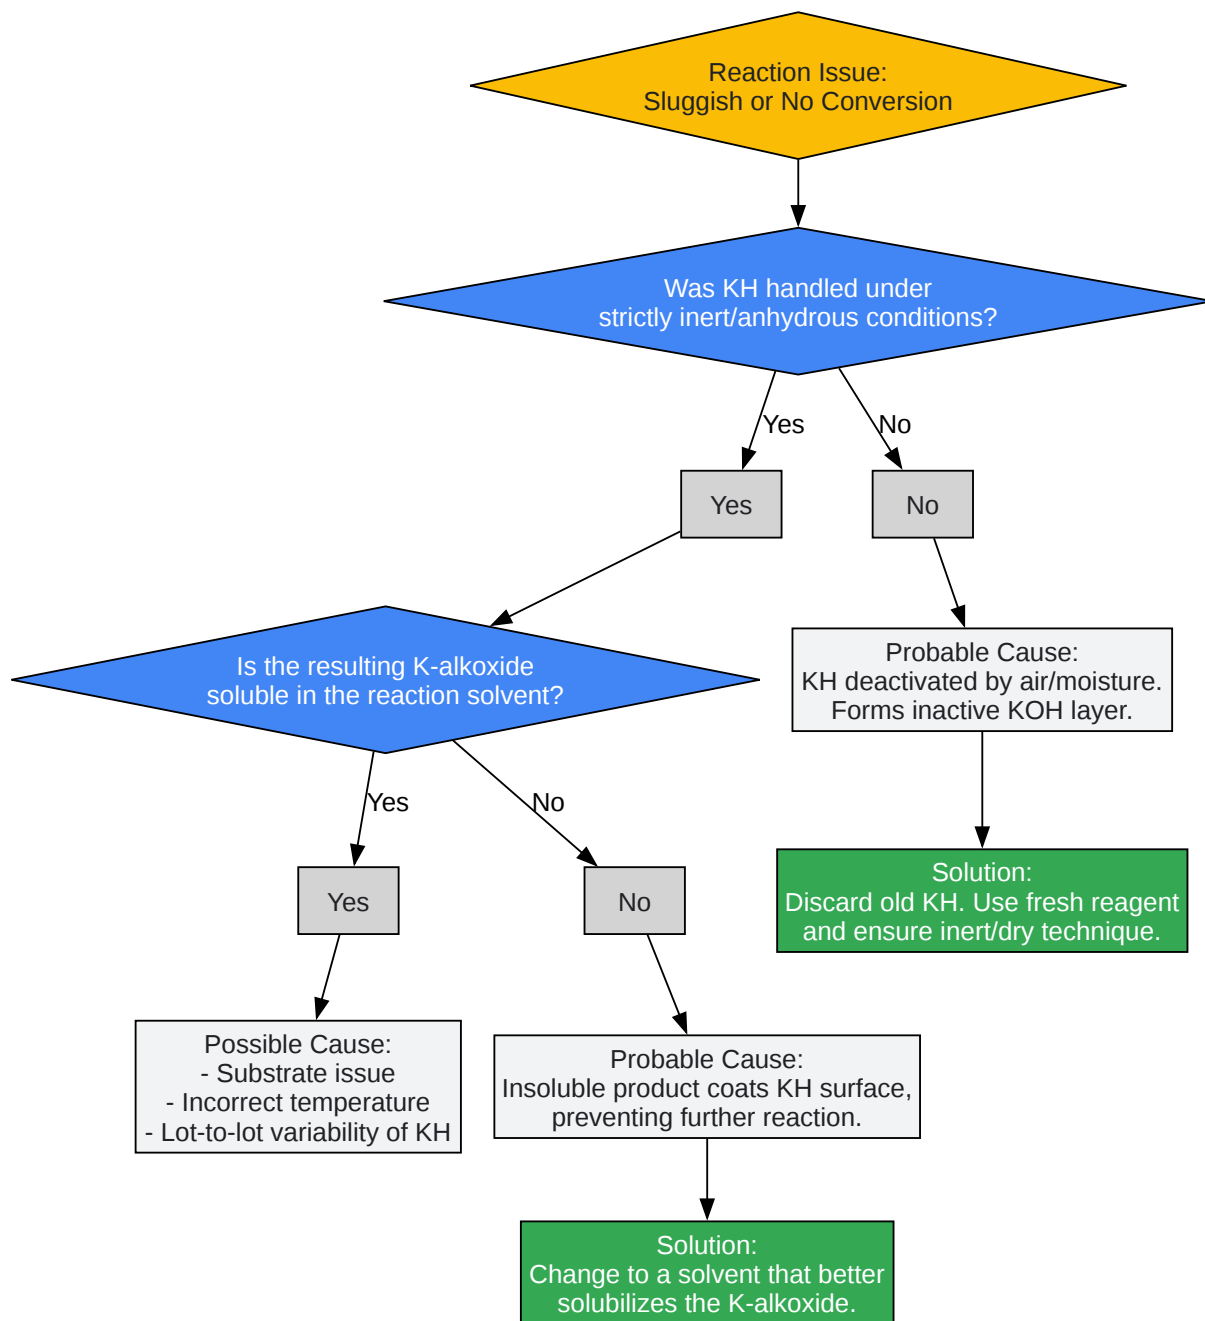 Reaction Issue:
Sluggish or No Conversion
Was KH handled under
strictly inert/anhydrous conditions?
Yes
No
Yes
No
Is the resulting K-alkoxide
soluble in the reaction solvent?
Probable Cause:
KH deactivated by air/moisture.
Forms inactive KOH layer.
Yes
No
Yes
No
Solution:
Discard old KH. Use fresh reagent
and ensure inert/dry technique.
Possible Cause:
- Substrate issue
- Incorrect temperature
- Lot-to-lot variability of KH
Probable Cause:
Insoluble product coats KH surface,
preventing further reaction.
Solution:
Change to a solvent that better
solubilizes the K-alkoxide.